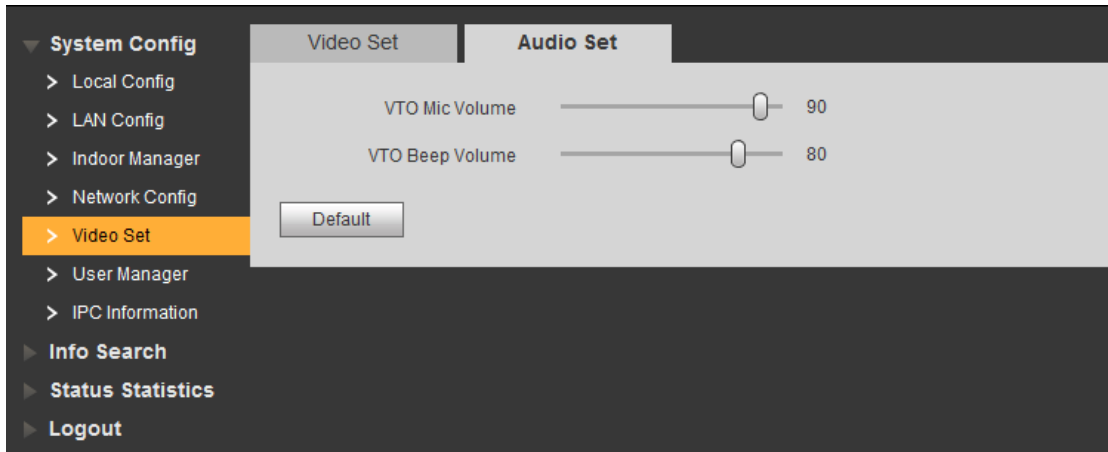 System Config
Local Config
LAN Config
Indoor Manager
Network Config
Video Set
User Manager
IPC Information
Info Search
Status Statistics
Logout
Video Set Audio Set
VTO Mic Volume 90
VTO Beep Volume 80
Default